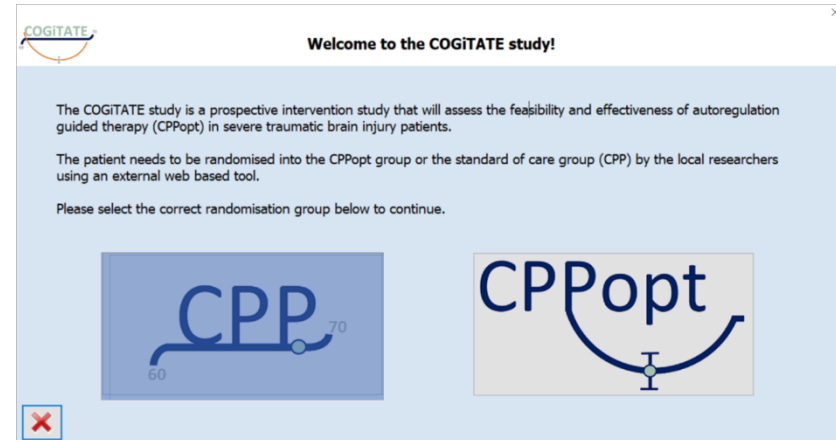 COGiTATE
Welcome to the COGiTATE study!
The COGiTATE study is a prospective intervention study that will assess the feasibility and effectiveness of autoregulation
guided therapy (CPPopt) in severe traumatic brain injury patients.
The patient needs to be randomised into the CPPopt group or the standard of care group (CPP) by the local researchers
using an external web based tool.
Please select the correct randomisation group below to continue.
CPP
70
60
CPPopt